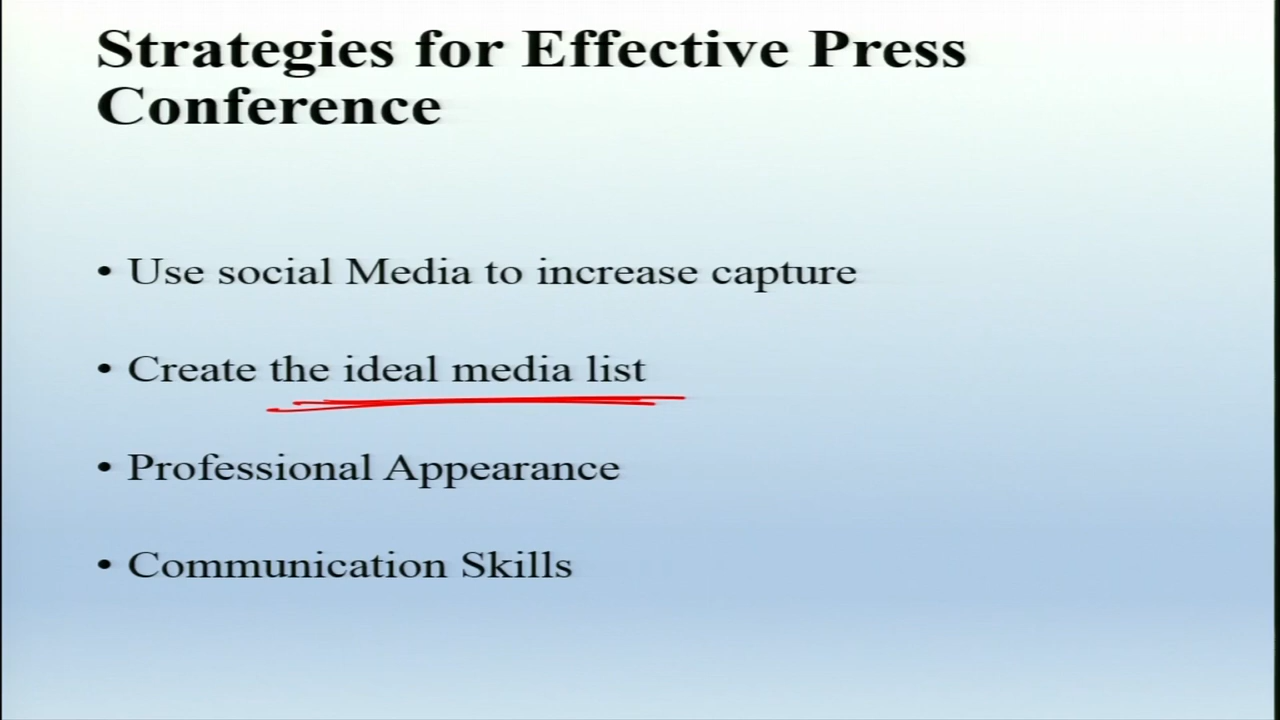 Strategies for Effective Press
Conference
• Use social Media to increase capture
• Create the ideal media list
• Professional Appearance
• Communication Skills